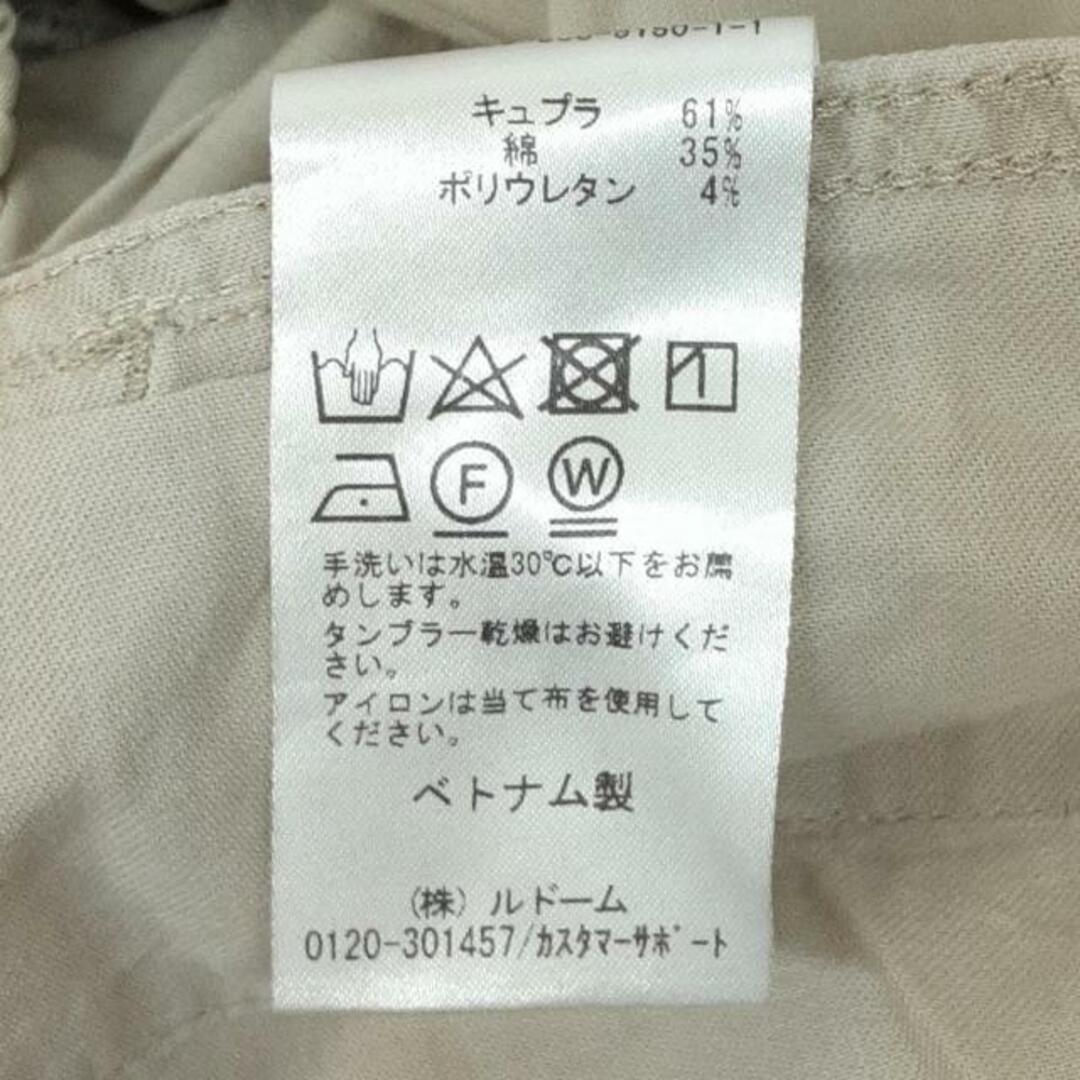 キュプラ 61%
綿 35%
ポリウレタン 4%
F W
手洗いは水温30℃以下をお薦
めします。
タンブラー乾燥はお避けくだ
さい。
アイロンは当て布を使用して
ください。
ベトナム製
(株) ルドーム
0120-301457/カスタマーサポート